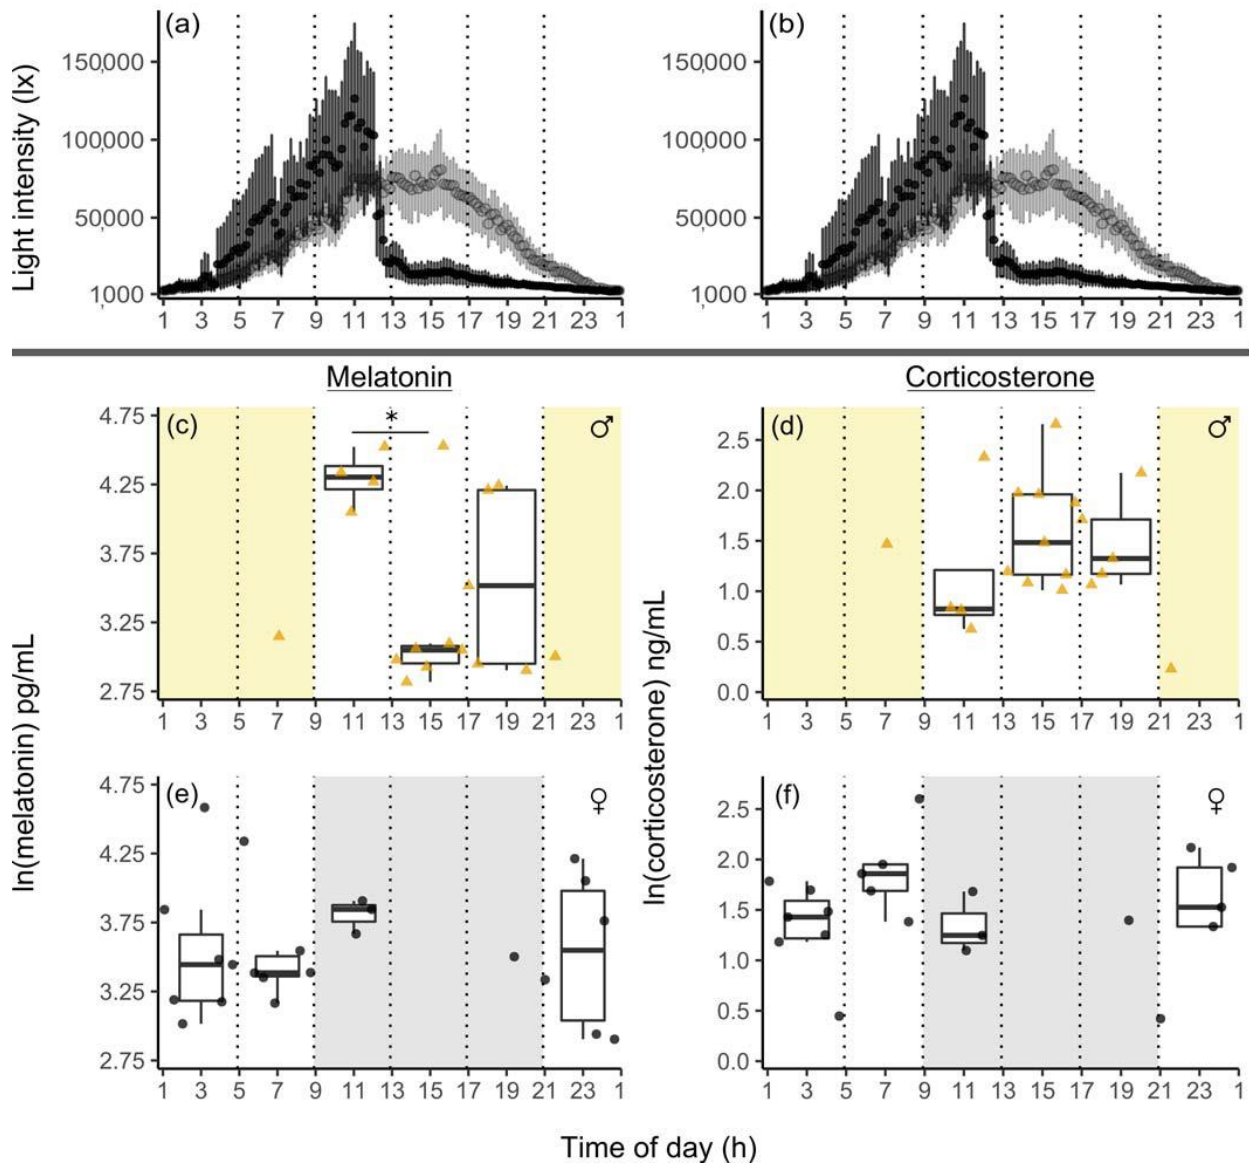 (a) (b)
Light intensity (lx)
150,000 150,000
100,000 100,000
50,000 50,000
1,000 1,000
1 3 5 7 9 11 13 15 17 19 21 23 1 1 3 5 7 9 11 13 15 17 19 21 23 1
Melatonin Corticosterone
(c) * ♂ (d) ♂
ln(melatonin) pg/mL
4.75
4.25
3.75
3.25
2.75
1 3 5 7 9 11 13 15 17 19 21 23 1
ln(corticosterone) ng/mL
2.5
2.0
1.5
1.0
0.5
0.0
1 3 5 7 9 11 13 15 17 19 21 23 1
(e) ♀ (f) ♀
4.75
4.25
3.75
3.25
2.75
1 3 5 7 9 11 13 15 17 19 21 23 1
2.5
2.0
1.5
1.0
0.5
0.0
1 3 5 7 9 11 13 15 17 19 21 23 1
Time of day (h)